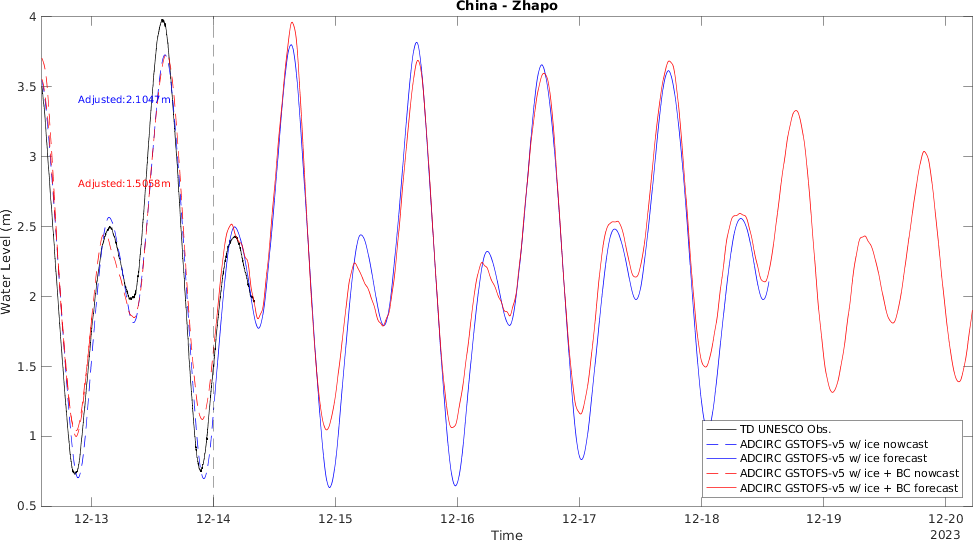 China - Zhapo
4
3.5
3
2.5
2
1.5
1
0.5
Water Level (m)
Adjusted:2.1047m
Adjusted:1.5058m
TD UNESCO Obs.
ADCIRC GSTOFS-v5 w/ ice nowcast
ADCIRC GSTOFS-v5 w/ ice forecast
ADCIRC GSTOFS-v5 w/ ice + BC nowcast
ADCIRC GSTOFS-v5 w/ ice + BC forecast
12-13 12-14 12-15 12-16 12-17 12-18 12-19 12-20
Time
2023